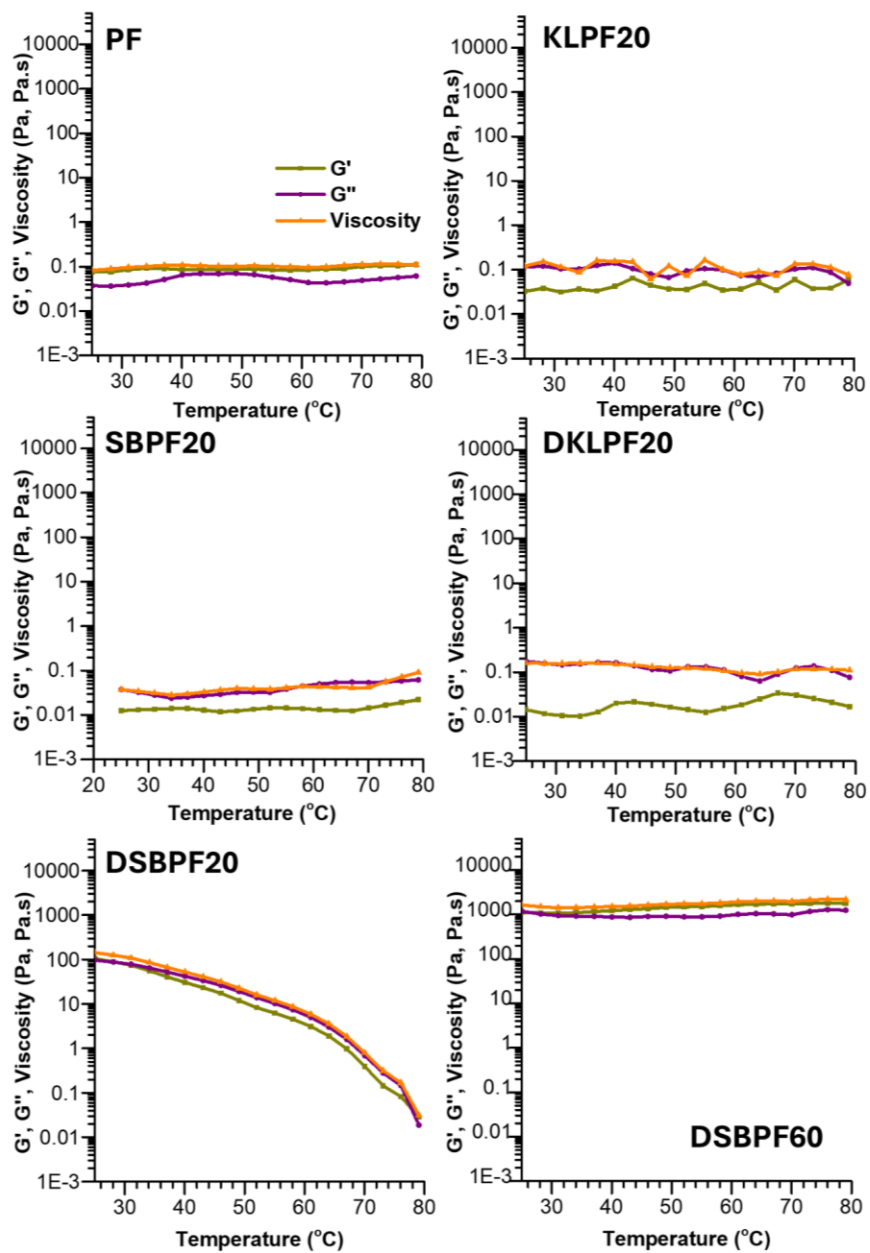 PF
G', G", Viscosity (Pa, Pa.s)
10000
1000
100
10
1
0.1
0.01
1E-3
G'
G"
Viscosity
30 40 50 60 70 80
Temperature (°C)
KLPF20
G', G", Viscosity (Pa, Pa.s)
10000
1000
100
10
1
0.1
0.01
1E-3
30 40 50 60 70 80
Temperature (°C)
SBPF20
G', G", Viscosity (Pa, Pa.s)
10000
1000
100
10
1
0.1
0.01
1E-3
20 30 40 50 60 70 80
Temperature (°C)
DKLPF20
G', G", Viscosity (Pa, Pa.s)
10000
1000
100
10
1
0.1
0.01
1E-3
30 40 50 60 70 80
Temperature (°C)
DSBPF20
G', G", Viscosity (Pa, Pa.s)
10000
1000
100
10
1
0.1
0.01
1E-3
30 40 50 60 70 80
Temperature (°C)
G', G", Viscosity (Pa, Pa.s)
10000
1000
100
10
1
0.1
0.01
1E-3
DSBPF60
30 40 50 60 70 80
Temperature (°C)